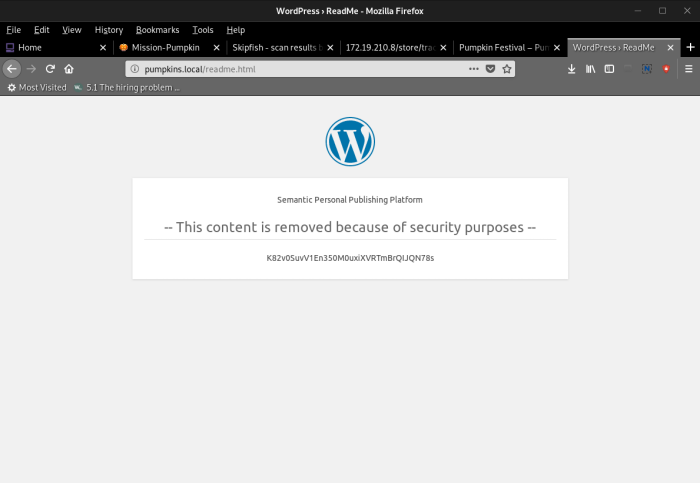 WordPress › ReadMe - Mozilla Firefox
File Edit View History Bookmarks Tools Help
Home Mission-Pumpkin Skipfish - scan results b 172.19.210.8/store/tra Pumpkin Festival – Pun WordPress › ReadMe
pumpkins.local/readme.html
Most Visited 5.1 The hiring problem ...
Semantic Personal Publishing Platform
-- This content is removed because of security purposes --
K82v0SuvV1En350M0uxiXVRTmBrQIJQN78s